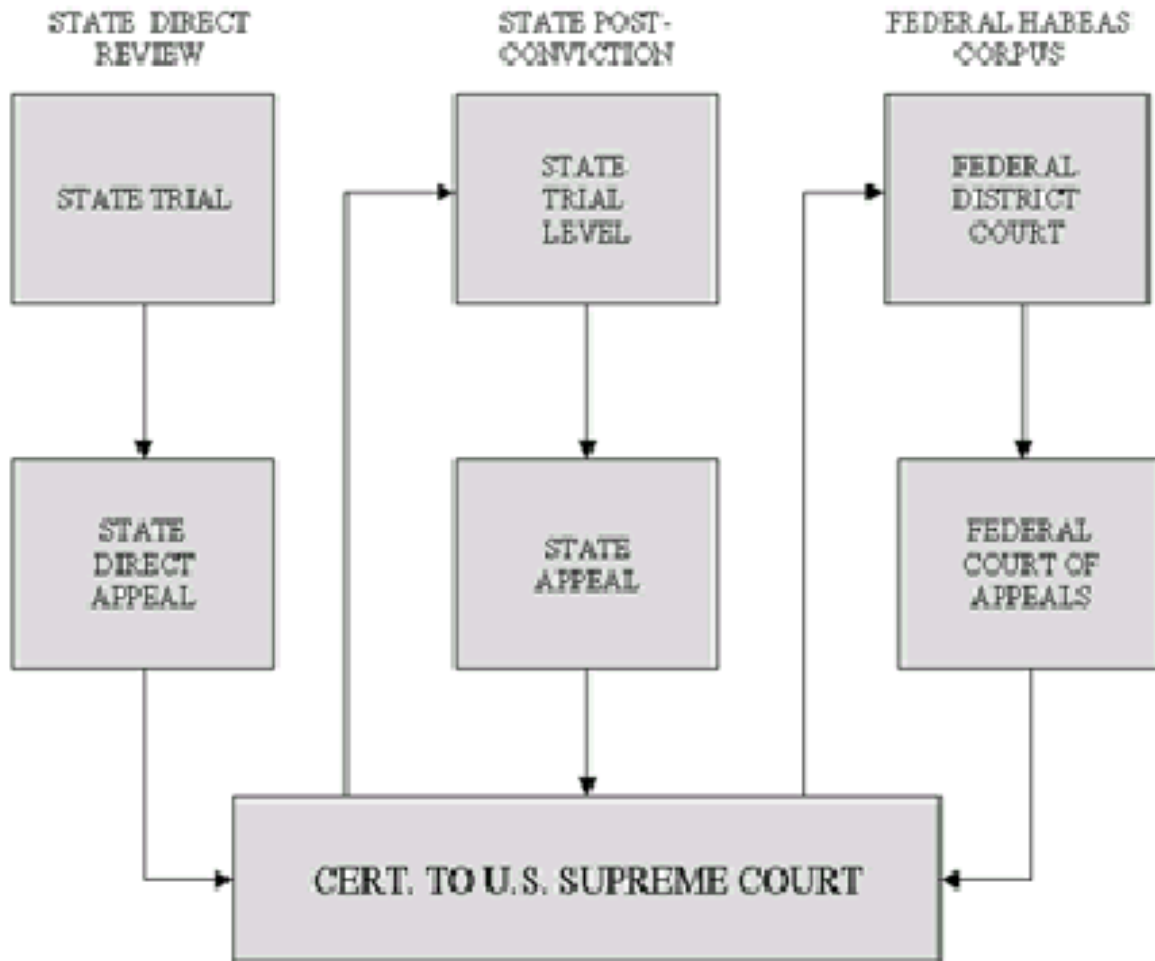 STATE DIRECT
REVIEW
STATE POST-
CONVICTION
FEDERAL HABEAS
CORPUS
STATE TRIAL
STATE
TRIAL
LEVEL
FEDERAL
DISTRICT
COURT
STATE
DIRECT
APPEAL
STATE
APPEAL
FEDERAL
COURT OF
APPEALS
CERT. TO U.S. SUPREME COURT